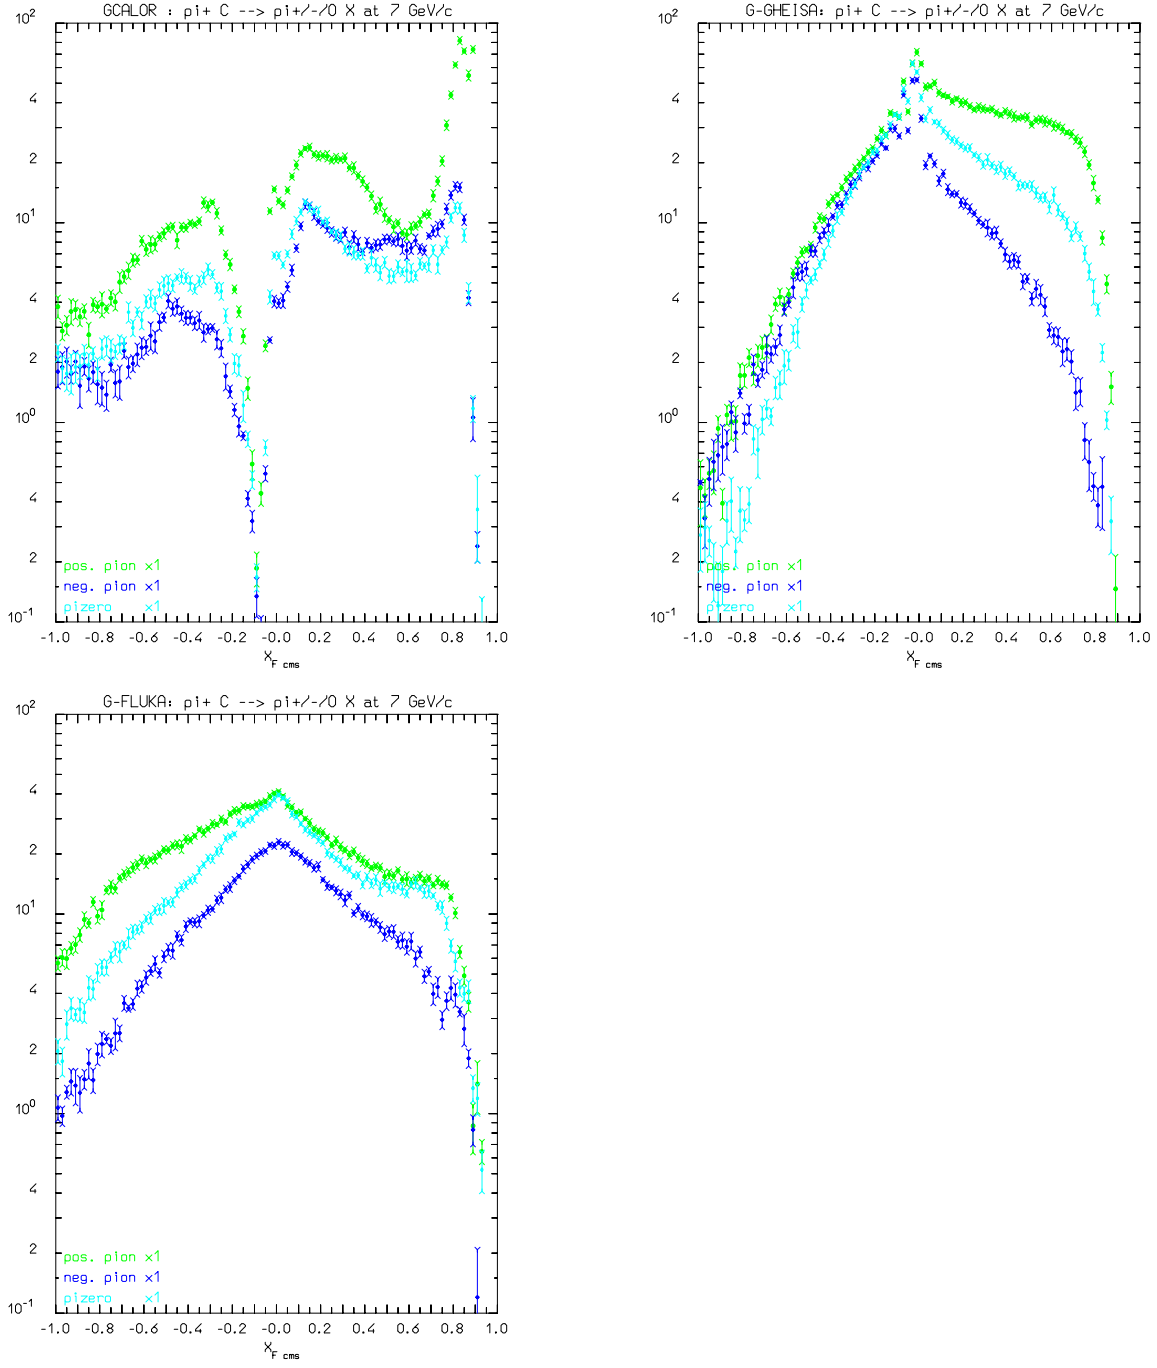 GCALOR : pi+ C --> pi+/-/0 X at 7 GeV/c
10²
4
2
10¹
4
2
10⁰
4
2
10⁻¹
pos. pion x1
neg. pion x1
pizero x1
-1.0 -0.8 -0.6 -0.4 -0.2 -0.0 0.2 0.4 0.6 0.8 1.0
X_F cms
G-GHEISA: pi+ C --> pi+/-/0 X at 7 GeV/c
10²
4
2
10¹
4
2
10⁰
4
2
10⁻¹
pos. pion x1
neg. pion x1
pizero x1
-1.0 -0.8 -0.6 -0.4 -0.2 -0.0 0.2 0.4 0.6 0.8 1.0
X_F cms
G-FLUKA: pi+ C --> pi+/-/0 X at 7 GeV/c
10²
4
2
10¹
4
2
10⁰
4
2
10⁻¹
pos. pion x1
neg. pion x1
pizero x1
-1.0 -0.8 -0.6 -0.4 -0.2 -0.0 0.2 0.4 0.6 0.8 1.0
X_F cms